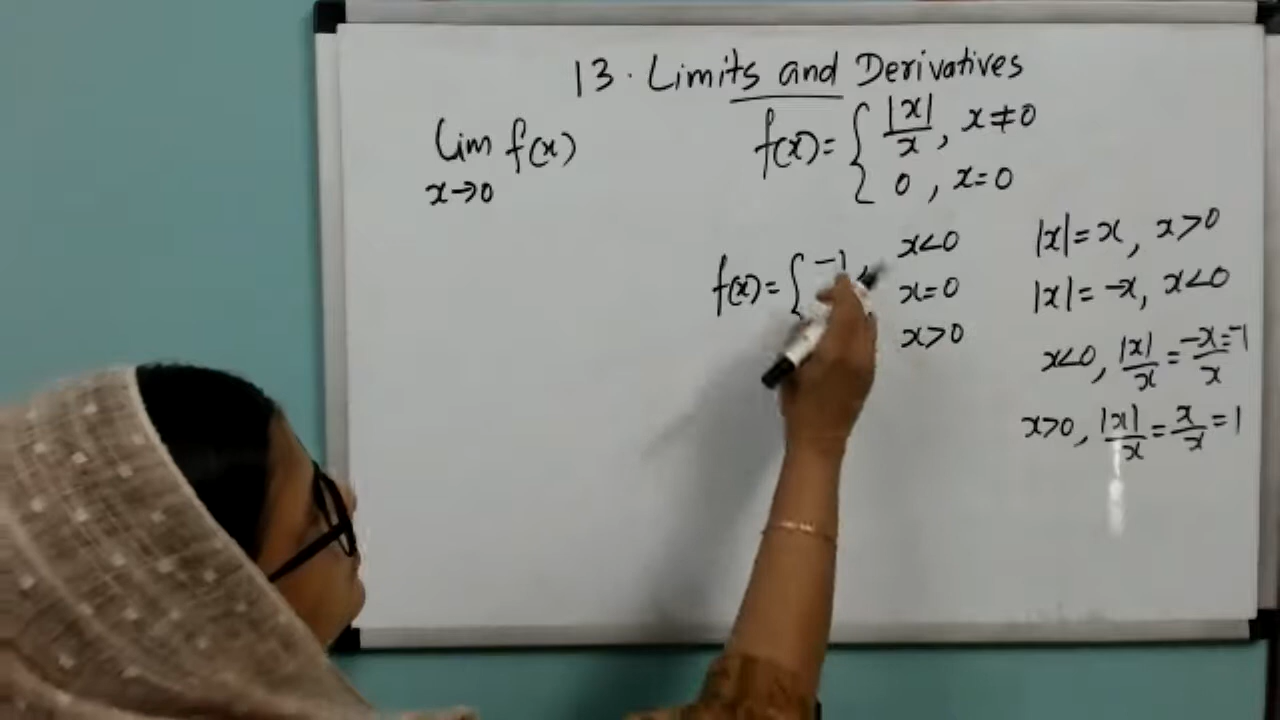 13. Limits and Derivatives
lim f(x)
x→0
f(x)= { |x|/x, x≠0
0, x=0
f(x)= { -1, x<0
x=0
x>0
|x|=x, x>0
|x|=-x, x<0
x<0, |x|/x = -x/x = -1
x>0, |x|/x = x/x = 1